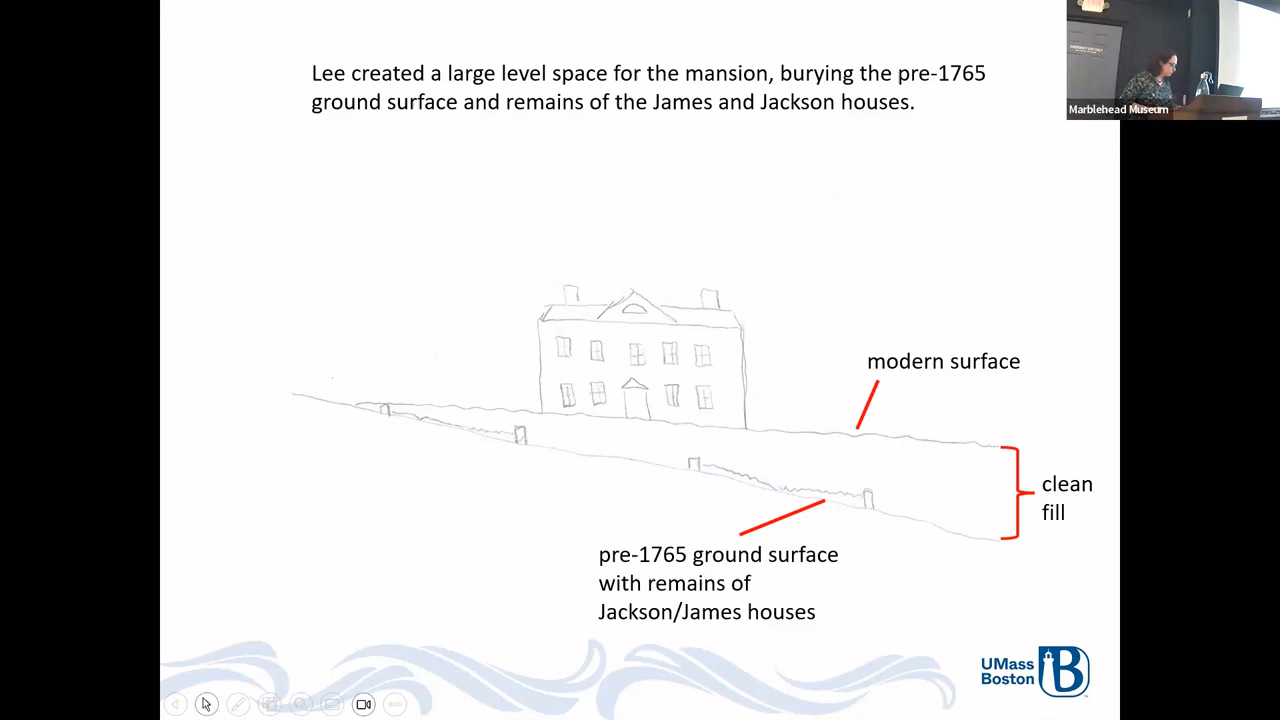 Lee created a large level space for the mansion, burying the pre-1765
ground surface and remains of the James and Jackson houses.
Marblehead Museum
modern surface
clean
fill
pre-1765 ground surface
with remains of
Jackson/James houses
UMass
Boston
B